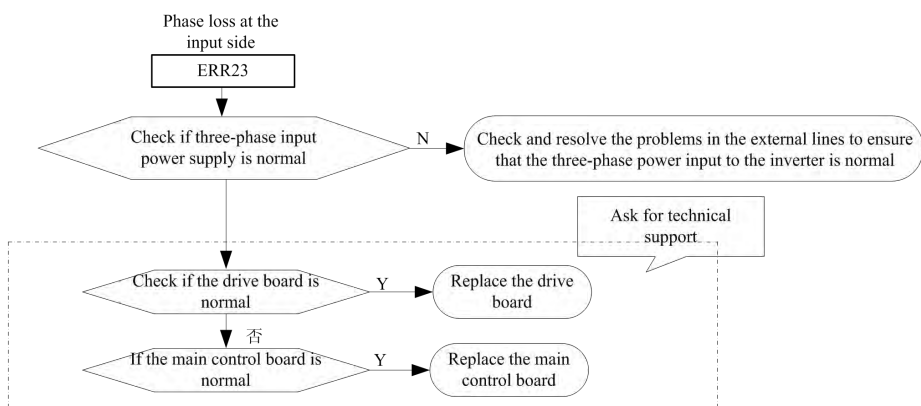 Phase loss at the
input side
ERR23
Check if three-phase input
power supply is normal
N
Check and resolve the problems in the external lines to ensure
that the three-phase power input to the inverter is normal
Ask for technical
support
Check if the drive board is
normal
Y
Replace the drive
board
否
If the main control board is
normal
Y
Replace the main
control board